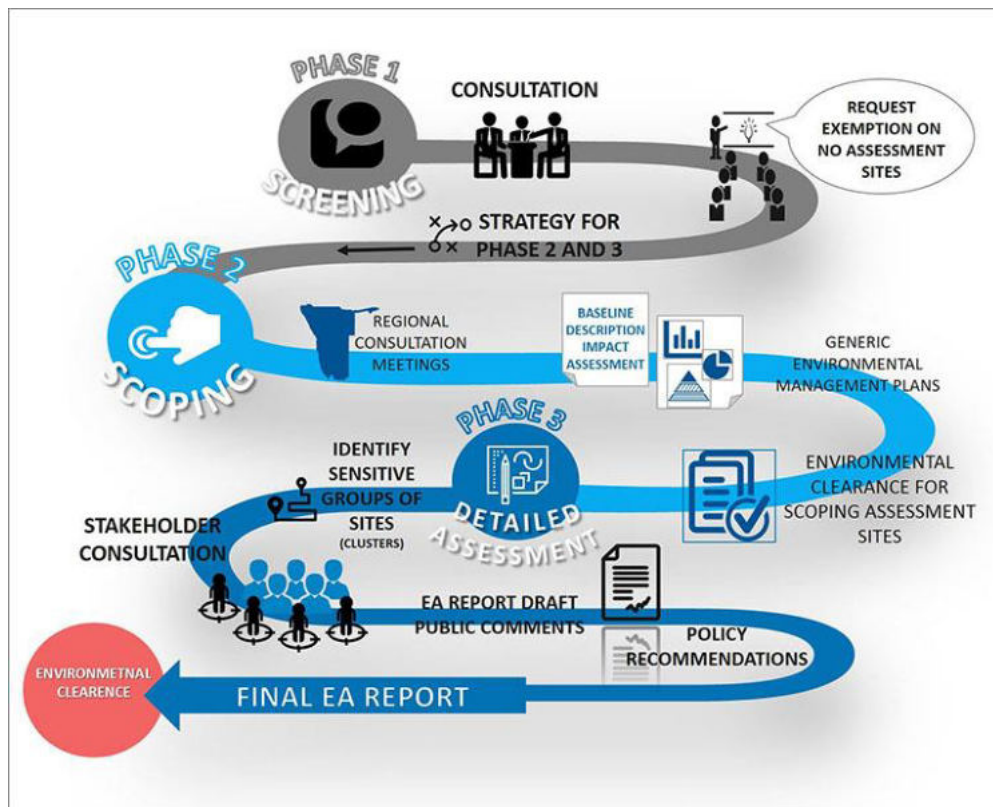 PHASE 1
SCREENING
CONSULTATION
REQUEST
EXEMPTION ON
NO ASSESSMENT
SITES
STRATEGY FOR
PHASE 2 AND 3
PHASE 2
SCOPING
REGIONAL
CONSULTATION
MEETINGS
BASELINE
DESCRIPTION
IMPACT
ASSESSMENT
GENERIC
ENVIRONMENTAL
MANAGEMENT PLANS
ENVIRONMENTAL
CLEARANCE FOR
SCOPING ASSESSMENT
SITES
PHASE 3
DETAILED
ASSESSMENT
IDENTIFY
SENSITIVE
GROUPS OF
SITES
(CLUSTERS)
STAKEHOLDER
CONSULTATION
EA REPORT DRAFT
PUBLIC COMMENTS
POLICY
RECOMMENDATIONS
FINAL EA REPORT
ENVIRONMETNAL
CLEARENCE